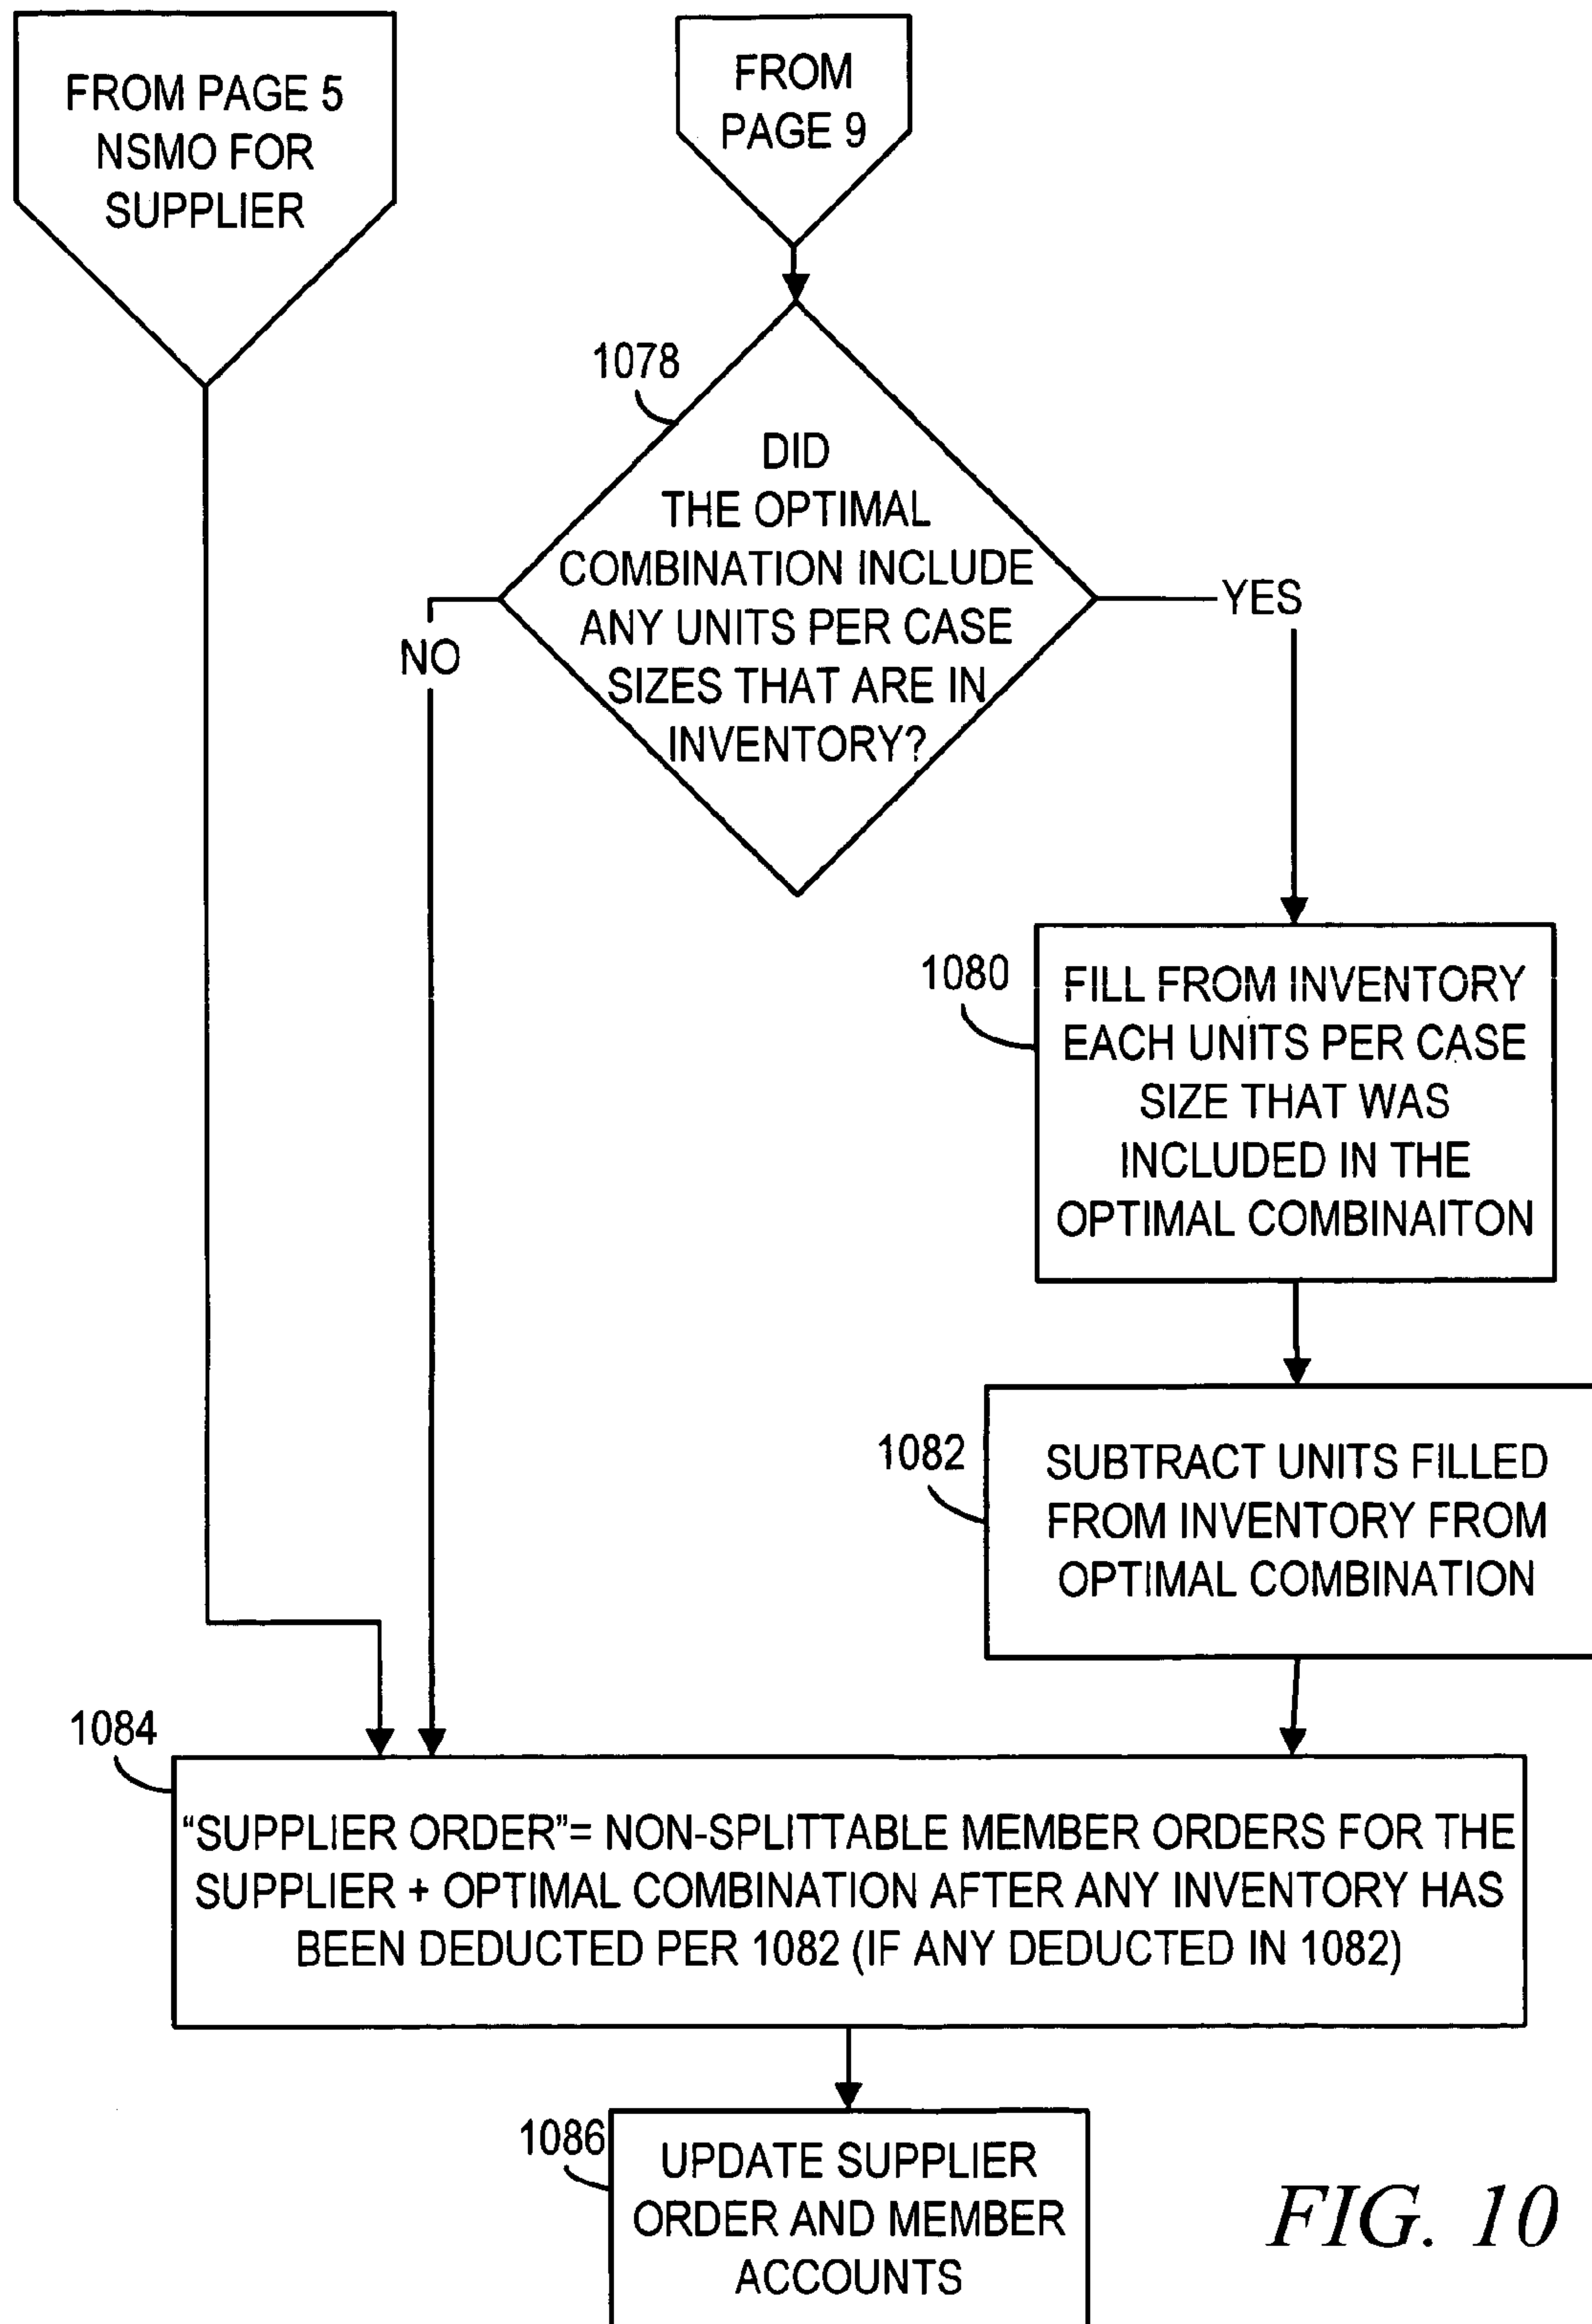 FROM PAGE 5
NSMO FOR
SUPPLIER
FROM
PAGE 9
1078
DID
THE OPTIMAL
COMBINATION INCLUDE
ANY UNITS PER CASE
SIZES THAT ARE IN
INVENTORY?
YES
NO
1080
FILL FROM INVENTORY
EACH UNITS PER CASE
SIZE THAT WAS
INCLUDED IN THE
OPTIMAL COMBINAITON
1082
SUBTRACT UNITS FILLED
FROM INVENTORY FROM
OPTIMAL COMBINATION
1084
“SUPPLIER ORDER”= NON-SPLITTABLE MEMBER ORDERS FOR THE
SUPPLIER + OPTIMAL COMBINATION AFTER ANY INVENTORY HAS
BEEN DEDUCTED PER 1082 (IF ANY DEDUCTED IN 1082)
1086
UPDATE SUPPLIER
ORDER AND MEMBER
ACCOUNTS
FIG. 10